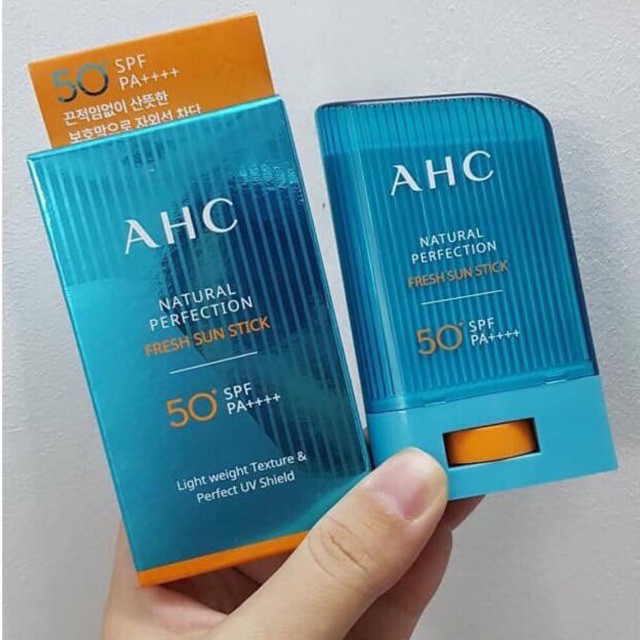 50+ SPF
PA++++
끈적임없이 산뜻한
보호막으로 자외선 차단
AHC
NATURAL
PERFECTION
FRESH SUN STICK
50+ SPF
PA++++
Light weight Texture &
Perfect UV Shield
AHC
NATURAL
PERFECTION
FRESH SUN STICK
50+ SPF
PA++++